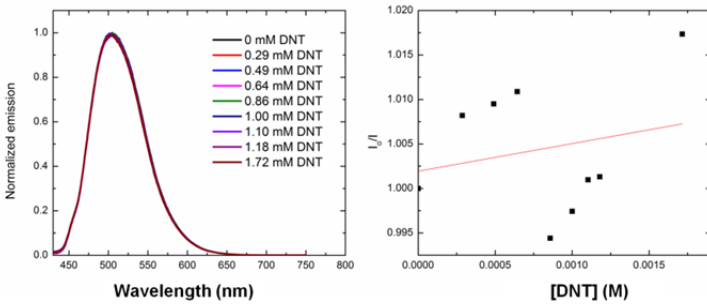 Normalized emission
1.0
0.8
0.6
0.4
0.2
0.0
450 500 550 600 650 700 750 800
Wavelength (nm)
0 mM DNT
0.29 mM DNT
0.49 mM DNT
0.64 mM DNT
0.86 mM DNT
1.00 mM DNT
1.10 mM DNT
1.18 mM DNT
1.72 mM DNT
I₀/I
1.020
1.015
1.010
1.005
1.000
0.995
0.0000 0.0005 0.0010 0.0015
[DNT] (M)